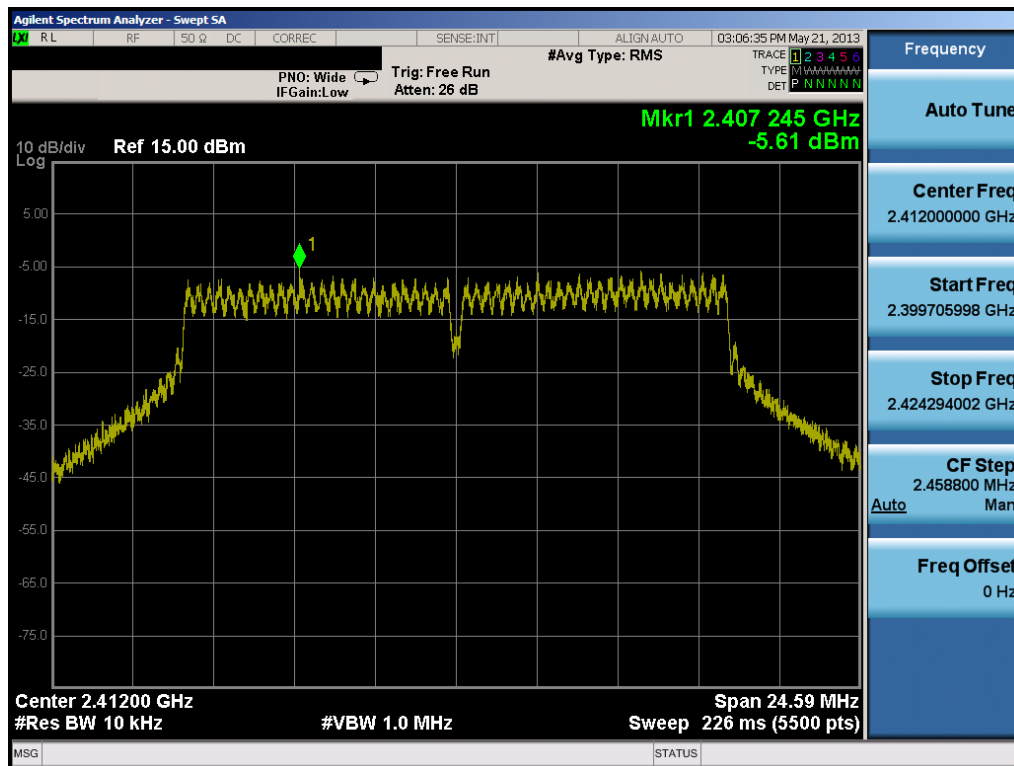 Agilent Spectrum Analyzer - Swept SA
LXI RL RF 50 Ω DC CORREC SENSE:INT ALIGN AUTO 03:06:35 PM May 21, 2013
#Avg Type: RMS
TRACE 1 2 3 4 5 6
PNO: Wide Trig: Free Run
TYPE M WWWWW
IFGain:Low Atten: 26 dB
DET P N N N N N
Mkr1 2.407 245 GHz
-5.61 dBm
10 dB/div Ref 15.00 dBm
Log
1
5.00
-5.00
-15.0
-25.0
-35.0
-45.0
-55.0
-65.0
-75.0
Center 2.41200 GHz Span 24.59 MHz
#Res BW 10 kHz #VBW 1.0 MHz Sweep 226 ms (5500 pts)
MSG STATUS
Frequency
Auto Tune
Center Freq
2.412000000 GHz
Start Freq
2.399705998 GHz
Stop Freq
2.424294002 GHz
CF Step
2.458800 MHz
Auto Man
Freq Offset
0 Hz